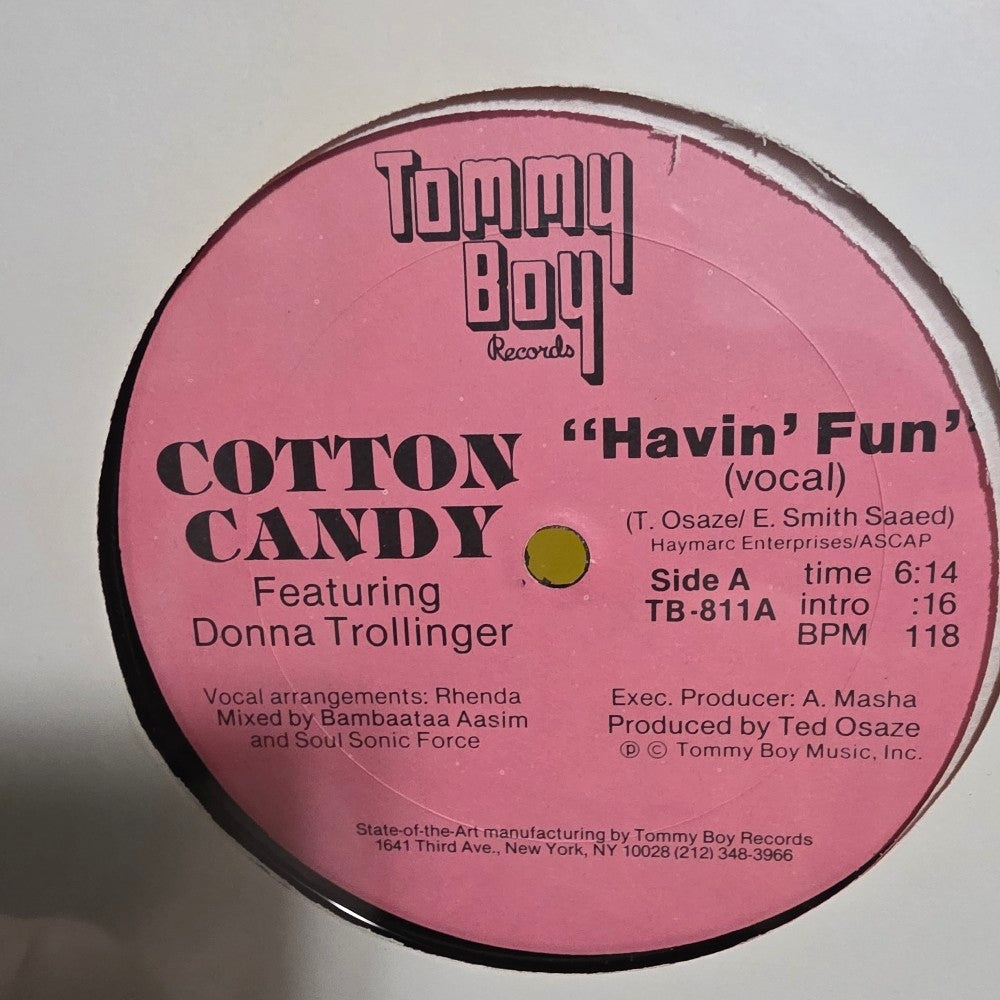 Tommy
Boy
Records
COTTON
CANDY
Featuring
Donna Trollinger
Vocal arrangements: Rhenda
Mixed by Bambaataa Aasim
and Soul Sonic Force
"Havin' Fun"
(vocal)
(T. Osaze/ E. Smith Saaed)
Haymarc Enterprises/ASCAP
Side A
TB-811A
time 6:14
intro :16
BPM 118
Exec. Producer: A. Masha
Produced by Ted Osaze
℗ © Tommy Boy Music, Inc.
State-of-the-Art manufacturing by Tommy Boy Records
1641 Third Ave., New York, NY 10028 (212) 348-3966